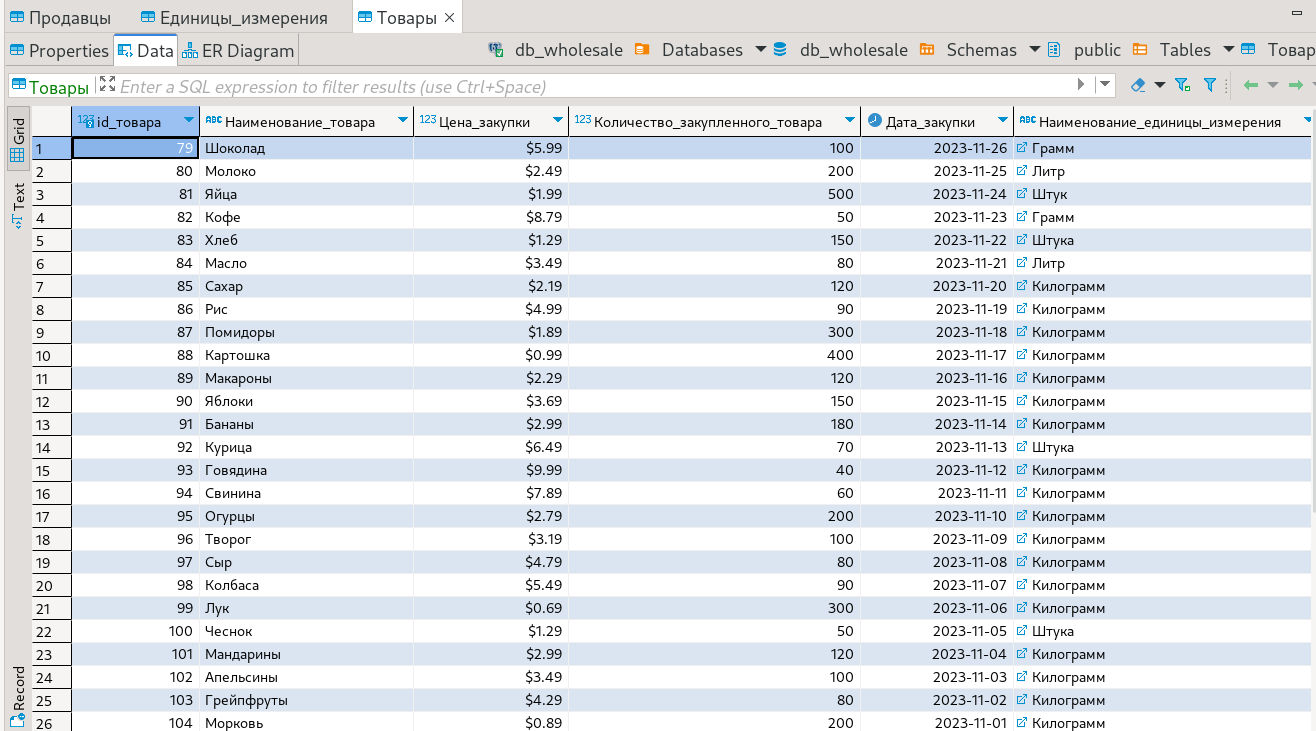 Продавцы Единицы_измерения Товары
Properties Data ER Diagram db_wholesale Databases db_wholesale Schemas public Tables Товар
Товары Enter a SQL expression to filter results (use Ctrl+Space)
Grid
Text
Record
123 id_товара ABC Наименование_товара 123 Цена_закупки 123 Количество_закупленного_товара Дата_закупки ABC Наименование_единицы_измерения
1 79 Шоколад $5.99 100 2023-11-26 Грамм
2 80 Молоко $2.49 200 2023-11-25 Литр
3 81 Яйца $1.99 500 2023-11-24 Штук
4 82 Кофе $8.79 50 2023-11-23 Грамм
5 83 Хлеб $1.29 150 2023-11-22 Штука
6 84 Масло $3.49 80 2023-11-21 Литр
7 85 Сахар $2.19 120 2023-11-20 Килограмм
8 86 Рис $4.99 90 2023-11-19 Килограмм
9 87 Помидоры $1.89 300 2023-11-18 Килограмм
10 88 Картошка $0.99 400 2023-11-17 Килограмм
11 89 Макароны $2.29 120 2023-11-16 Килограмм
12 90 Яблоки $3.69 150 2023-11-15 Килограмм
13 91 Бананы $2.99 180 2023-11-14 Килограмм
14 92 Курица $6.49 70 2023-11-13 Штука
15 93 Говядина $9.99 40 2023-11-12 Килограмм
16 94 Свинина $7.89 60 2023-11-11 Килограмм
17 95 Огурцы $2.79 200 2023-11-10 Килограмм
18 96 Творог $3.19 100 2023-11-09 Килограмм
19 97 Сыр $4.79 80 2023-11-08 Килограмм
20 98 Колбаса $5.49 90 2023-11-07 Килограмм
21 99 Лук $0.69 300 2023-11-06 Килограмм
22 100 Чеснок $1.29 50 2023-11-05 Штука
23 101 Мандарины $2.99 120 2023-11-04 Килограмм
24 102 Апельсины $3.49 100 2023-11-03 Килограмм
25 103 Грейпфруты $4.29 80 2023-11-02 Килограмм
26 104 Морковь $0.89 200 2023-11-01 Килограмм